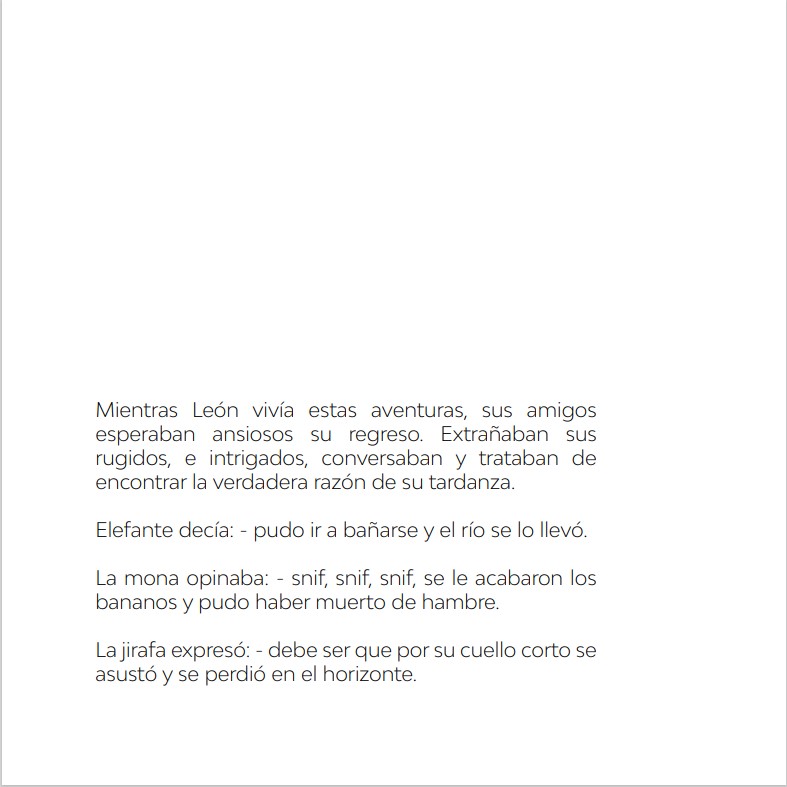 Mientras León vivía estas aventuras, sus amigos
esperaban ansiosos su regreso. Extrañaban sus
rugidos, e intrigados, conversaban y trataban de
encontrar la verdadera razón de su tardanza.
Elefante decía: - pudo ir a bañarse y el río se lo llevó.
La mona opinaba: - snif, snif, snif, se le acabaron los
bananos y pudo haber muerto de hambre.
La jirafa expresó: - debe ser que por su cuello corto se
asustó y se perdió en el horizonte.